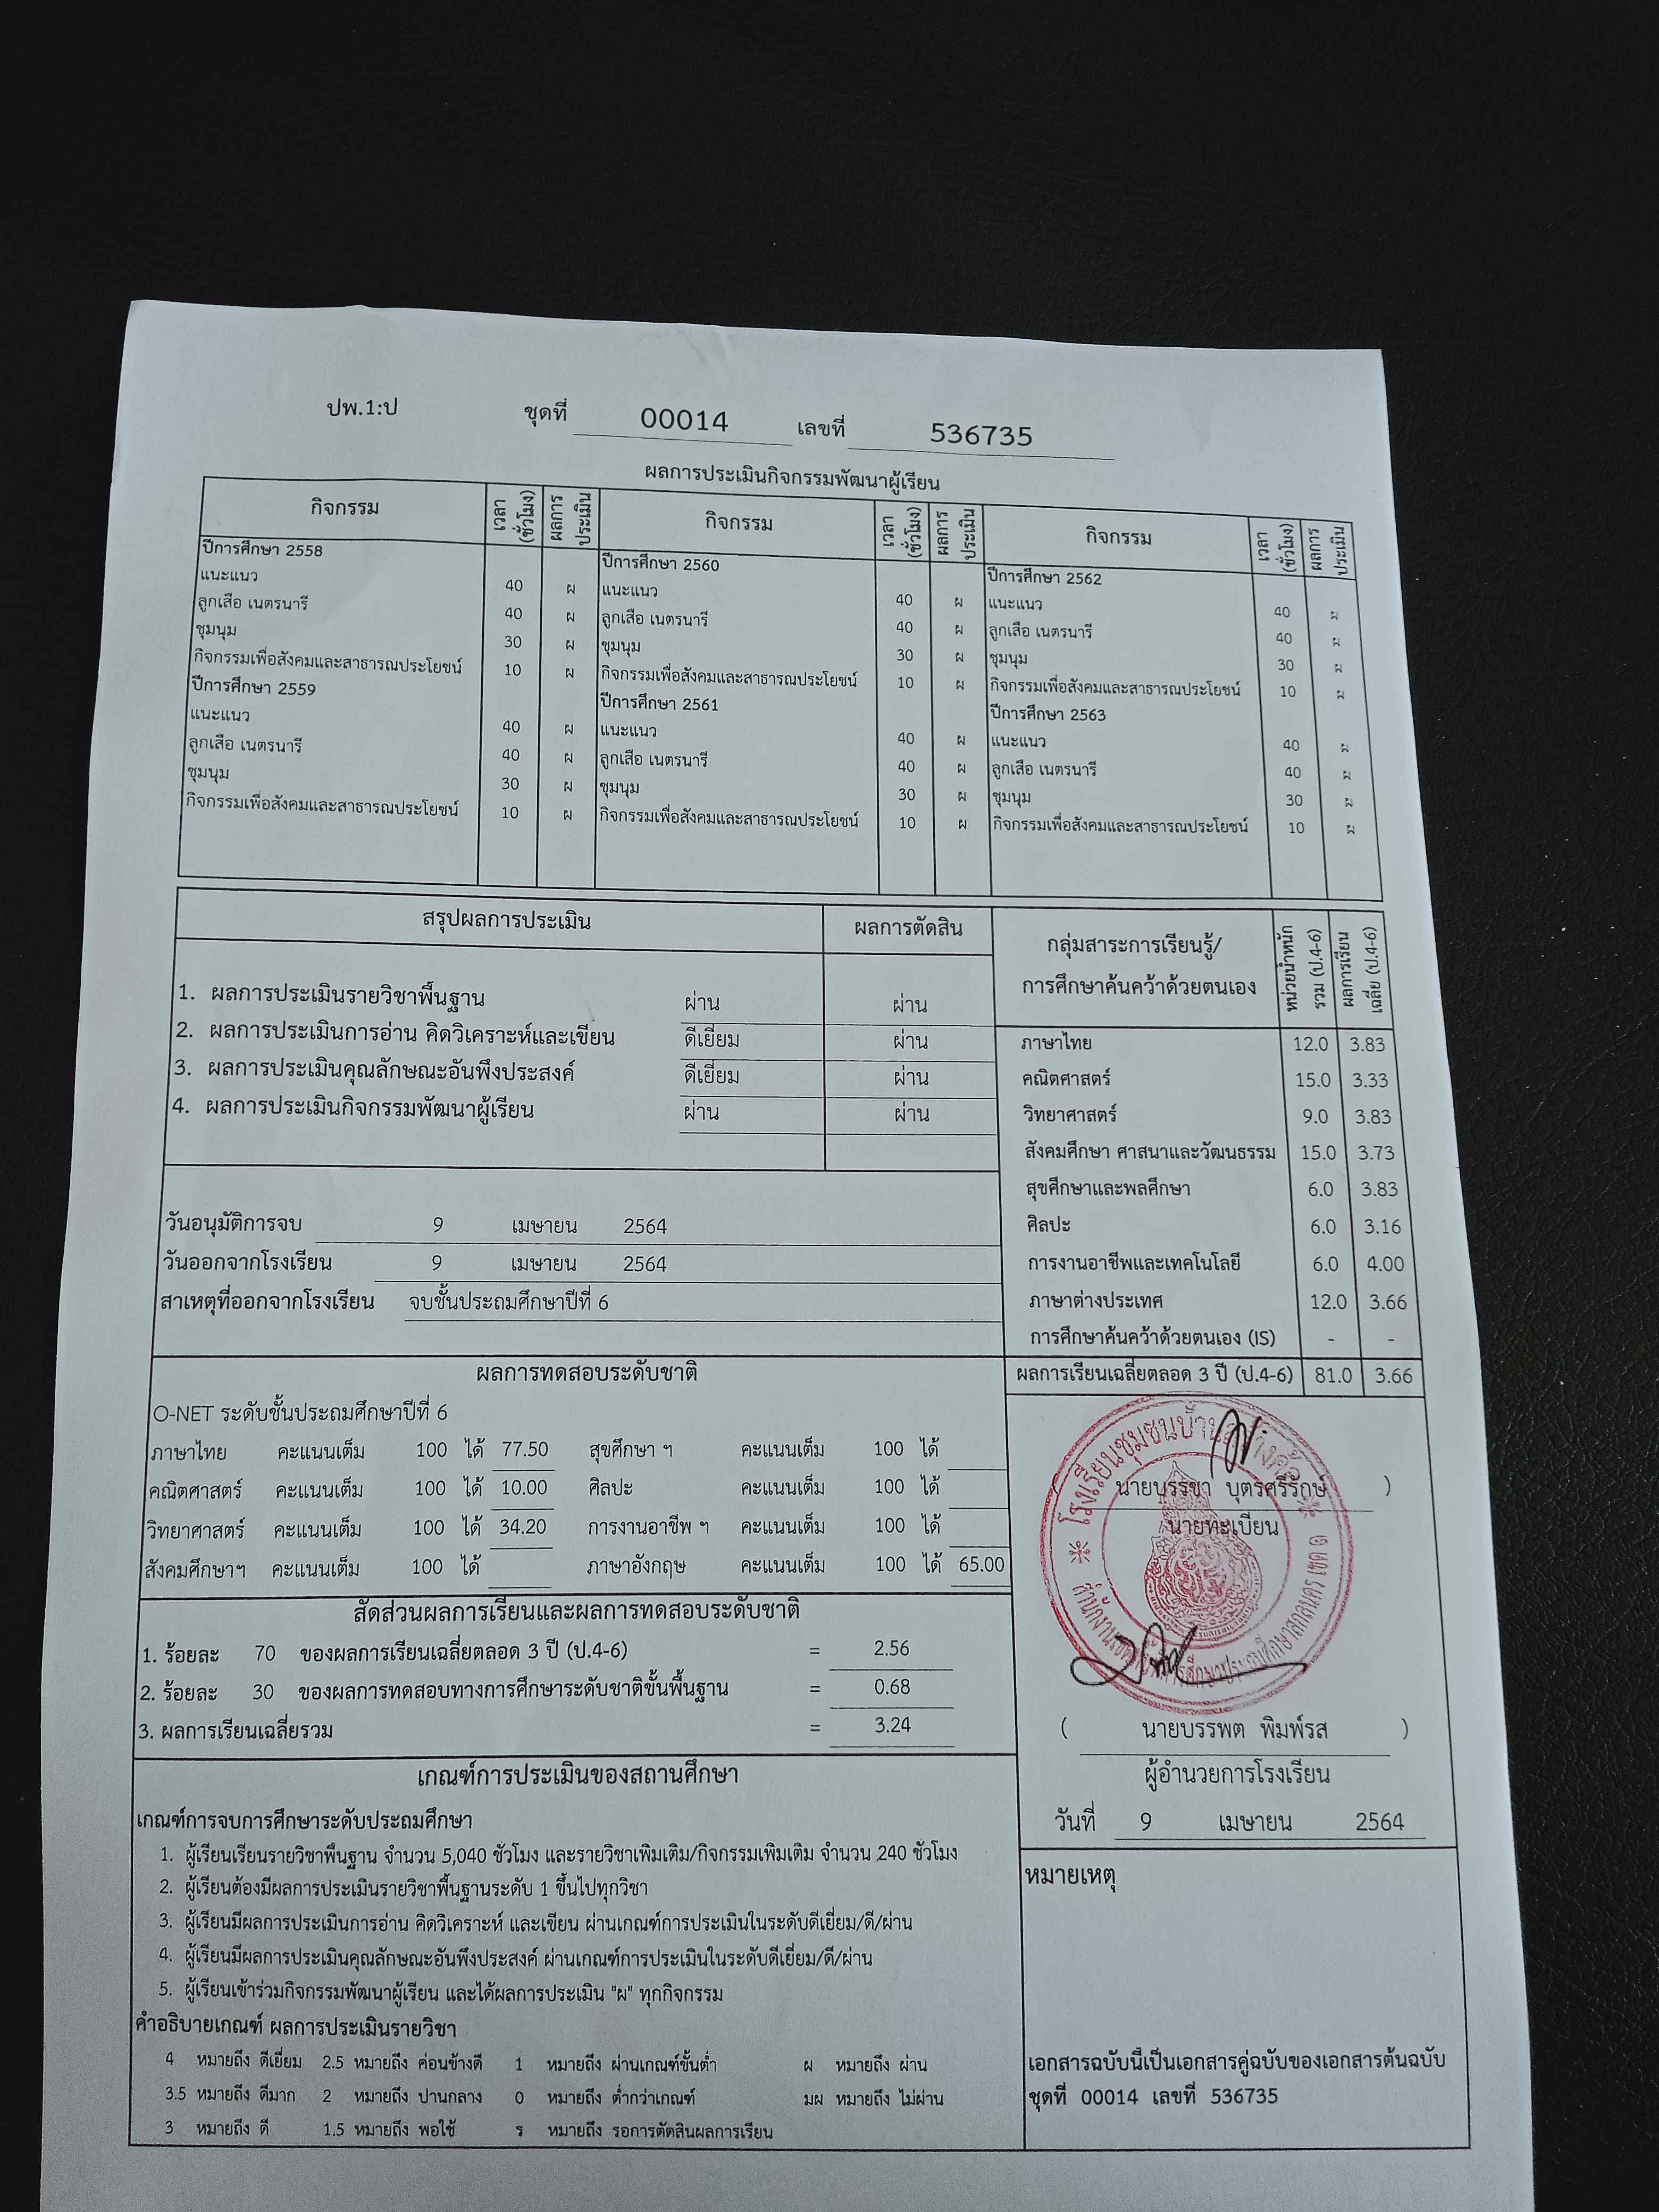 ปพ.1:ป ชุดที่ 00014 เลขที่ 536735
ผลการประเมินกิจกรรมพัฒนาผู้เรียน
กิจกรรม เวลา (ชั่วโมง) ผลการประเมิน กิจกรรม เวลา (ชั่วโมง) ผลการประเมิน กิจกรรม เวลา (ชั่วโมง) ผลการประเมิน
ปีการศึกษา 2558 ปีการศึกษา 2560 ปีการศึกษา 2562
แนะแนว 40 ผ แนะแนว 40 ผ แนะแนว 40 ผ
ลูกเสือ เนตรนารี 40 ผ ลูกเสือ เนตรนารี 40 ผ ลูกเสือ เนตรนารี 40 ผ
ชุมนุม 30 ผ ชุมนุม 30 ผ ชุมนุม 30 ผ
กิจกรรมเพื่อสังคมและสาธารณประโยชน์ 10 ผ กิจกรรมเพื่อสังคมและสาธารณประโยชน์ 10 ผ กิจกรรมเพื่อสังคมและสาธารณประโยชน์ 10 ผ
ปีการศึกษา 2559 ปีการศึกษา 2561 ปีการศึกษา 2563
แนะแนว 40 ผ แนะแนว 40 ผ แนะแนว 40 ผ
ลูกเสือ เนตรนารี 40 ผ ลูกเสือ เนตรนารี 40 ผ ลูกเสือ เนตรนารี 40 ผ
ชุมนุม 30 ผ ชุมนุม 30 ผ ชุมนุม 30 ผ
กิจกรรมเพื่อสังคมและสาธารณประโยชน์ 10 ผ กิจกรรมเพื่อสังคมและสาธารณประโยชน์ 10 ผ กิจกรรมเพื่อสังคมและสาธารณประโยชน์ 10 ผ
สรุปผลการประเมิน ผลการตัดสิน
1. ผลการประเมินรายวิชาพื้นฐาน ผ่าน ผ่าน
2. ผลการประเมินการอ่าน คิดวิเคราะห์และเขียน ดีเยี่ยม ผ่าน
3. ผลการประเมินคุณลักษณะอันพึงประสงค์ ดีเยี่ยม ผ่าน
4. ผลการประเมินกิจกรรมพัฒนาผู้เรียน ผ่าน ผ่าน
วันอนุมัติการจบ 9 เมษายน 2564
วันออกจากโรงเรียน 9 เมษายน 2564
สาเหตุที่ออกจากโรงเรียน จบชั้นประถมศึกษาปีที่ 6
กลุ่มสาระการเรียนรู้/ การศึกษาค้นคว้าด้วยตนเอง หน่วยน้ำหนัก รวม (ป.4-6) ผลการเรียน เฉลี่ย (ป.4-6)
ภาษาไทย 12.0 3.83
คณิตศาสตร์ 15.0 3.33
วิทยาศาสตร์ 9.0 3.83
สังคมศึกษา ศาสนาและวัฒนธรรม 15.0 3.73
สุขศึกษาและพลศึกษา 6.0 3.83
ศิลปะ 6.0 3.16
การงานอาชีพและเทคโนโลยี 6.0 4.00
ภาษาต่างประเทศ 12.0 3.66
การศึกษาค้นคว้าด้วยตนเอง (IS) - -
ผลการเรียนเฉลี่ยตลอด 3 ปี (ป.4-6) 81.0 3.66
ผลการทดสอบระดับชาติ
O-NET ระดับชั้นประถมศึกษาปีที่ 6
ภาษาไทย คะแนนเต็ม 100 ได้ 77.50 สุขศึกษา ฯ คะแนนเต็ม 100 ได้
คณิตศาสตร์ คะแนนเต็ม 100 ได้ 10.00 ศิลปะ คะแนนเต็ม 100 ได้
วิทยาศาสตร์ คะแนนเต็ม 100 ได้ 34.20 การงานอาชีพ ฯ คะแนนเต็ม 100 ได้
สังคมศึกษาฯ คะแนนเต็ม 100 ได้ ภาษาอังกฤษ คะแนนเต็ม 100 ได้ 65.00
สัดส่วนผลการเรียนและผลการทดสอบระดับชาติ
1. ร้อยละ 70 ของผลการเรียนเฉลี่ยตลอด 3 ปี (ป.4-6) = 2.56
2. ร้อยละ 30 ของผลการทดสอบทางการศึกษาระดับชาติขั้นพื้นฐาน = 0.68
3. ผลการเรียนเฉลี่ยรวม = 3.24
โรงเรียนชุมชนบ้าน
นายบรรชา บุตรศรีรักษ์ )
นายทะเบียน
( นายบรรพต พิมพ์รส )
ผู้อำนวยการโรงเรียน
วันที่ 9 เมษายน 2564
เกณฑ์การประเมินของสถานศึกษา
เกณฑ์การจบการศึกษาระดับประถมศึกษา
1. ผู้เรียนเรียนรายวิชาพื้นฐาน จำนวน 5,040 ชั่วโมง และรายวิชาเพิ่มเติม/กิจกรรมเพิ่มเติม จำนวน 240 ชั่วโมง
2. ผู้เรียนต้องมีผลการประเมินรายวิชาพื้นฐานระดับ 1 ขึ้นไปทุกวิชา
3. ผู้เรียนมีผลการประเมินการอ่าน คิดวิเคราะห์ และเขียน ผ่านเกณฑ์การประเมินในระดับดีเยี่ยม/ดี/ผ่าน
4. ผู้เรียนมีผลการประเมินคุณลักษณะอันพึงประสงค์ ผ่านเกณฑ์การประเมินในระดับดีเยี่ยม/ดี/ผ่าน
5. ผู้เรียนเข้าร่วมกิจกรรมพัฒนาผู้เรียน และได้ผลการประเมิน "ผ" ทุกกิจกรรม
คำอธิบายเกณฑ์ ผลการประเมินรายวิชา
4 หมายถึง ดีเยี่ยม 2.5 หมายถึง ค่อนข้างดี 1 หมายถึง ผ่านเกณฑ์ขั้นต่ำ ผ หมายถึง ผ่าน
3.5 หมายถึง ดีมาก 2 หมายถึง ปานกลาง 0 หมายถึง ต่ำกว่าเกณฑ์ มผ หมายถึง ไม่ผ่าน
3 หมายถึง ดี 1.5 หมายถึง พอใช้ ร หมายถึง รอการตัดสินผลการเรียน
หมายเหตุ
เอกสารฉบับนี้เป็นเอกสารคู่ฉบับของเอกสารต้นฉบับ
ชุดที่ 00014 เลขที่ 536735